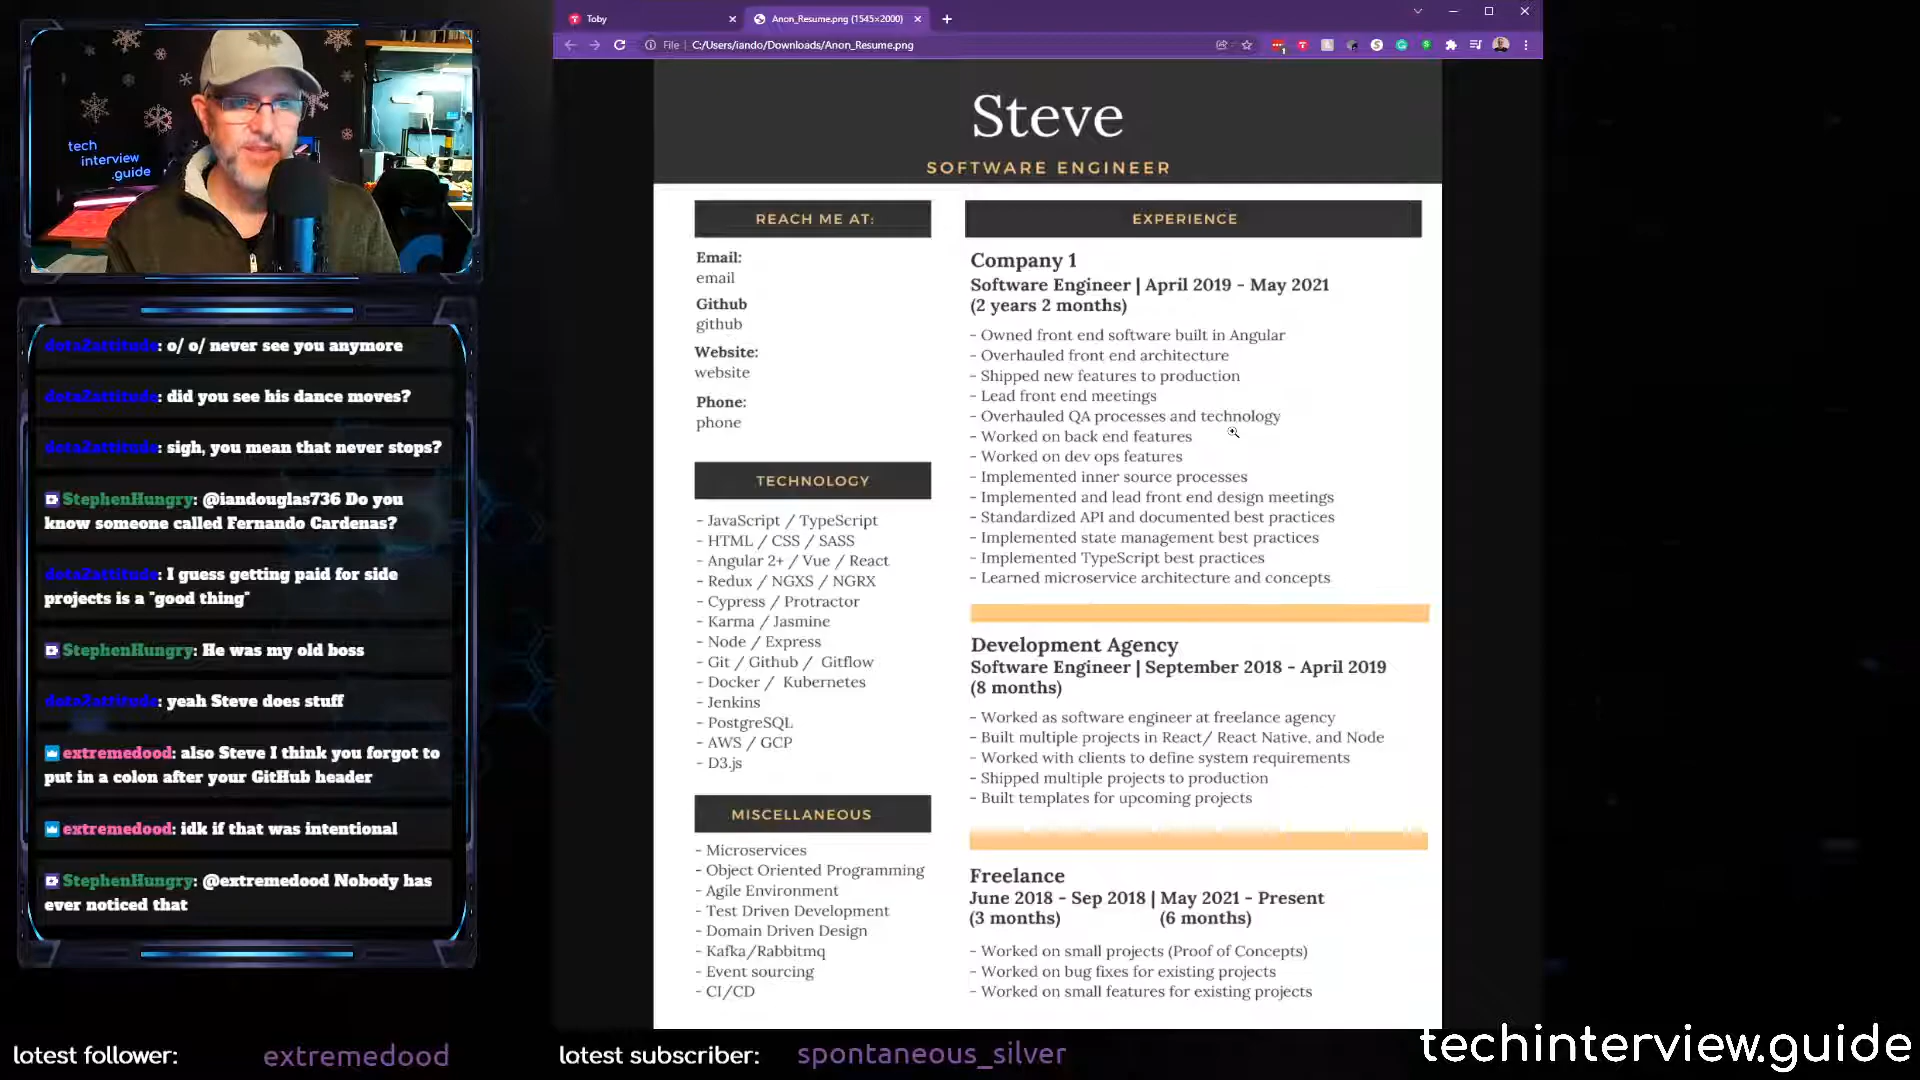 tech
interview
.guide
dota2attitude: o/ o/ never see you anymore
dota2attitude: did you see his dance moves?
dota2attitude: sigh, you mean that never stops?
StephenHungry: @iandouglas736 Do you
know someone called Fernando Cardenas?
dota2attitude: I guess getting paid for side
projects is a "good thing"
StephenHungry: He was my old boss
dota2attitude: yeah Steve does stuff
extremedood: also Steve I think you forgot to
put in a colon after your GitHub header
extremedood: idk if that was intentional
StephenHungry: @extremedood Nobody has
ever noticed that
Toby
Anon_Resume.png (1545×2000)
File | C:/Users/iando/Downloads/Anon_Resume.png
Steve
SOFTWARE ENGINEER
REACH ME AT:
Email:
email
Github
github
Website:
website
Phone:
phone
TECHNOLOGY
- JavaScript / TypeScript
- HTML / CSS / SASS
- Angular 2+ / Vue / React
- Redux / NGXS / NGRX
- Cypress / Protractor
- Karma / Jasmine
- Node / Express
- Git / Github / Gitflow
- Docker / Kubernetes
- Jenkins
- PostgreSQL
- AWS / GCP
- D3.js
MISCELLANEOUS
- Microservices
- Object Oriented Programming
- Agile Environment
- Test Driven Development
- Domain Driven Design
- Kafka/Rabbitmq
- Event sourcing
- CI/CD
EXPERIENCE
Company 1
Software Engineer | April 2019 - May 2021
(2 years 2 months)
- Owned front end software built in Angular
- Overhauled front end architecture
- Shipped new features to production
- Lead front end meetings
- Overhauled QA processes and technology
- Worked on back end features
- Worked on dev ops features
- Implemented inner source processes
- Implemented and lead front end design meetings
- Standardized API and documented best practices
- Implemented state management best practices
- Implemented TypeScript best practices
- Learned microservice architecture and concepts
Development Agency
Software Engineer | September 2018 - April 2019
(8 months)
- Worked as software engineer at freelance agency
- Built multiple projects in React/ React Native, and Node
- Worked with clients to define system requirements
- Shipped multiple projects to production
- Built templates for upcoming projects
Freelance
June 2018 - Sep 2018 | May 2021 - Present
(3 months) (6 months)
- Worked on small projects (Proof of Concepts)
- Worked on bug fixes for existing projects
- Worked on small features for existing projects
latest follower: extremedood
latest subscriber: spontaneous_silver
techinterview.guide